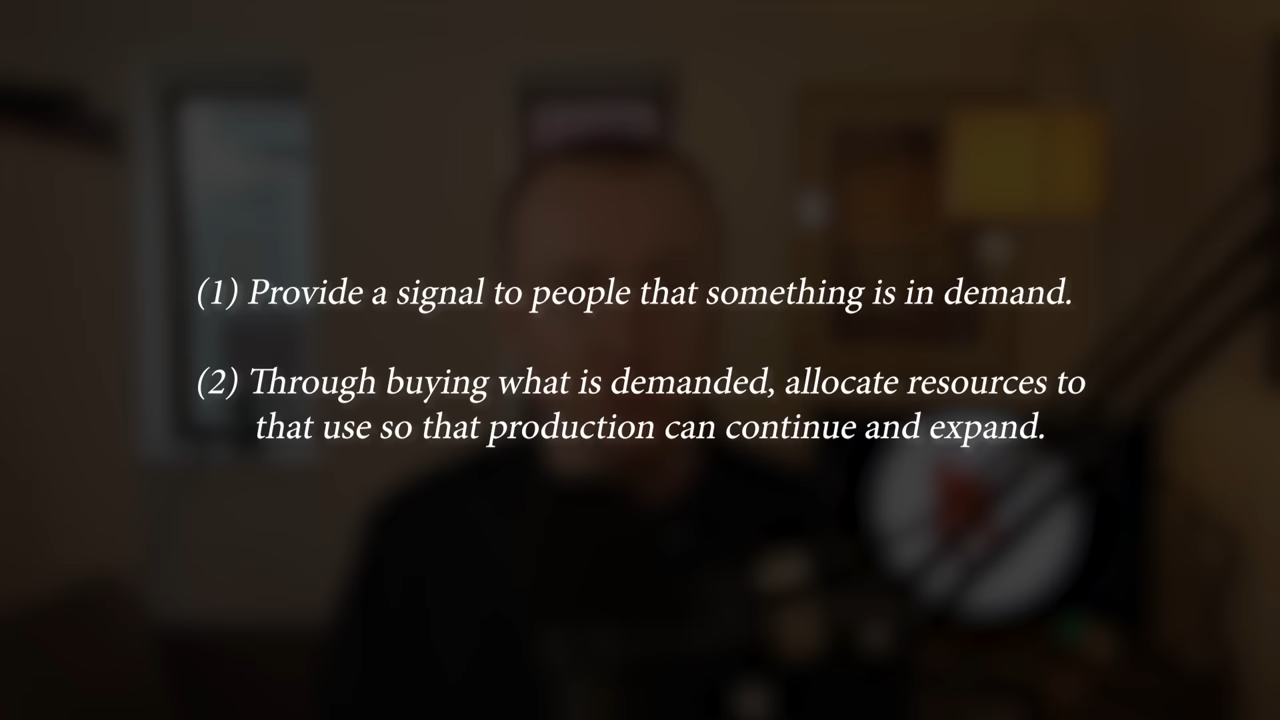 (1) Provide a signal to people that something is in demand.
(2) Through buying what is demanded, allocate resources to
that use so that production can continue and expand.